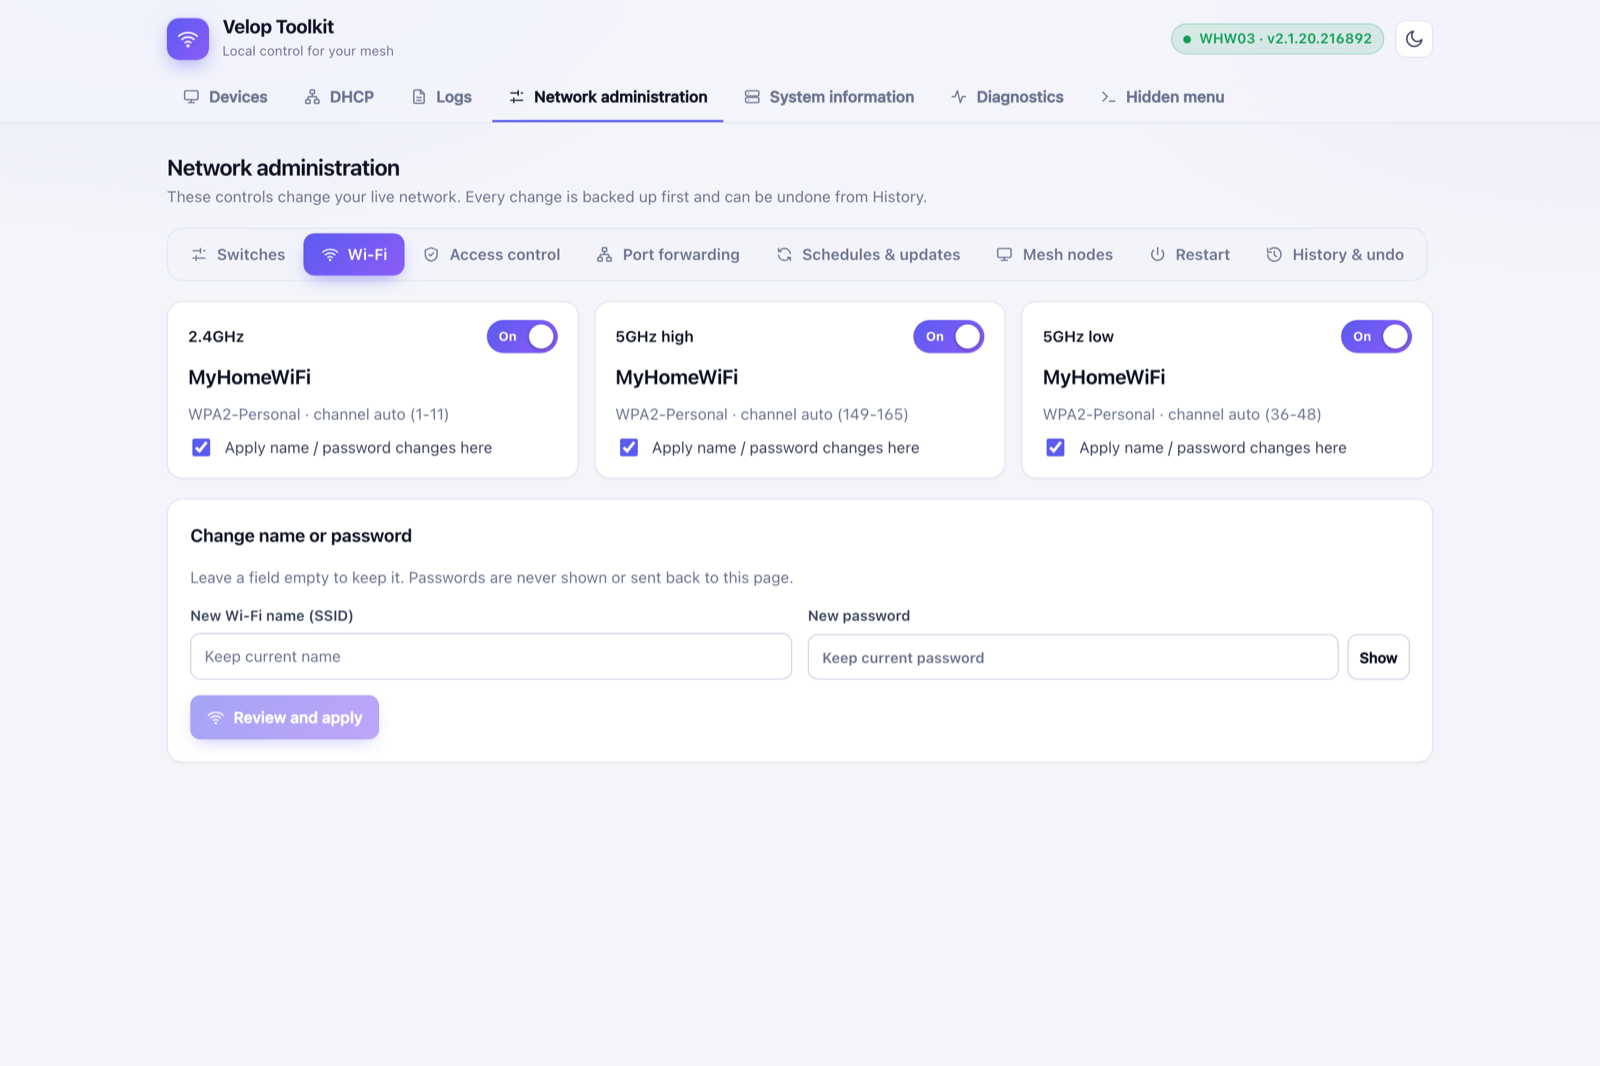 Velop Toolkit
Local control for your mesh
WHW03 · v2.1.20.216892
Devices
DHCP
Logs
Network administration
System information
Diagnostics
Hidden menu
Network administration
These controls change your live network. Every change is backed up first and can be undone from History.
Switches
Wi-Fi
Access control
Port forwarding
Schedules & updates
Mesh nodes
Restart
History & undo
2.4GHz
On
MyHomeWiFi
WPA2-Personal · channel auto (1-11)
Apply name / password changes here
5GHz high
On
MyHomeWiFi
WPA2-Personal · channel auto (149-165)
Apply name / password changes here
5GHz low
On
MyHomeWiFi
WPA2-Personal · channel auto (36-48)
Apply name / password changes here
Change name or password
Leave a field empty to keep it. Passwords are never shown or sent back to this page.
New Wi-Fi name (SSID)
Keep current name
New password
Keep current password
Show
Review and apply